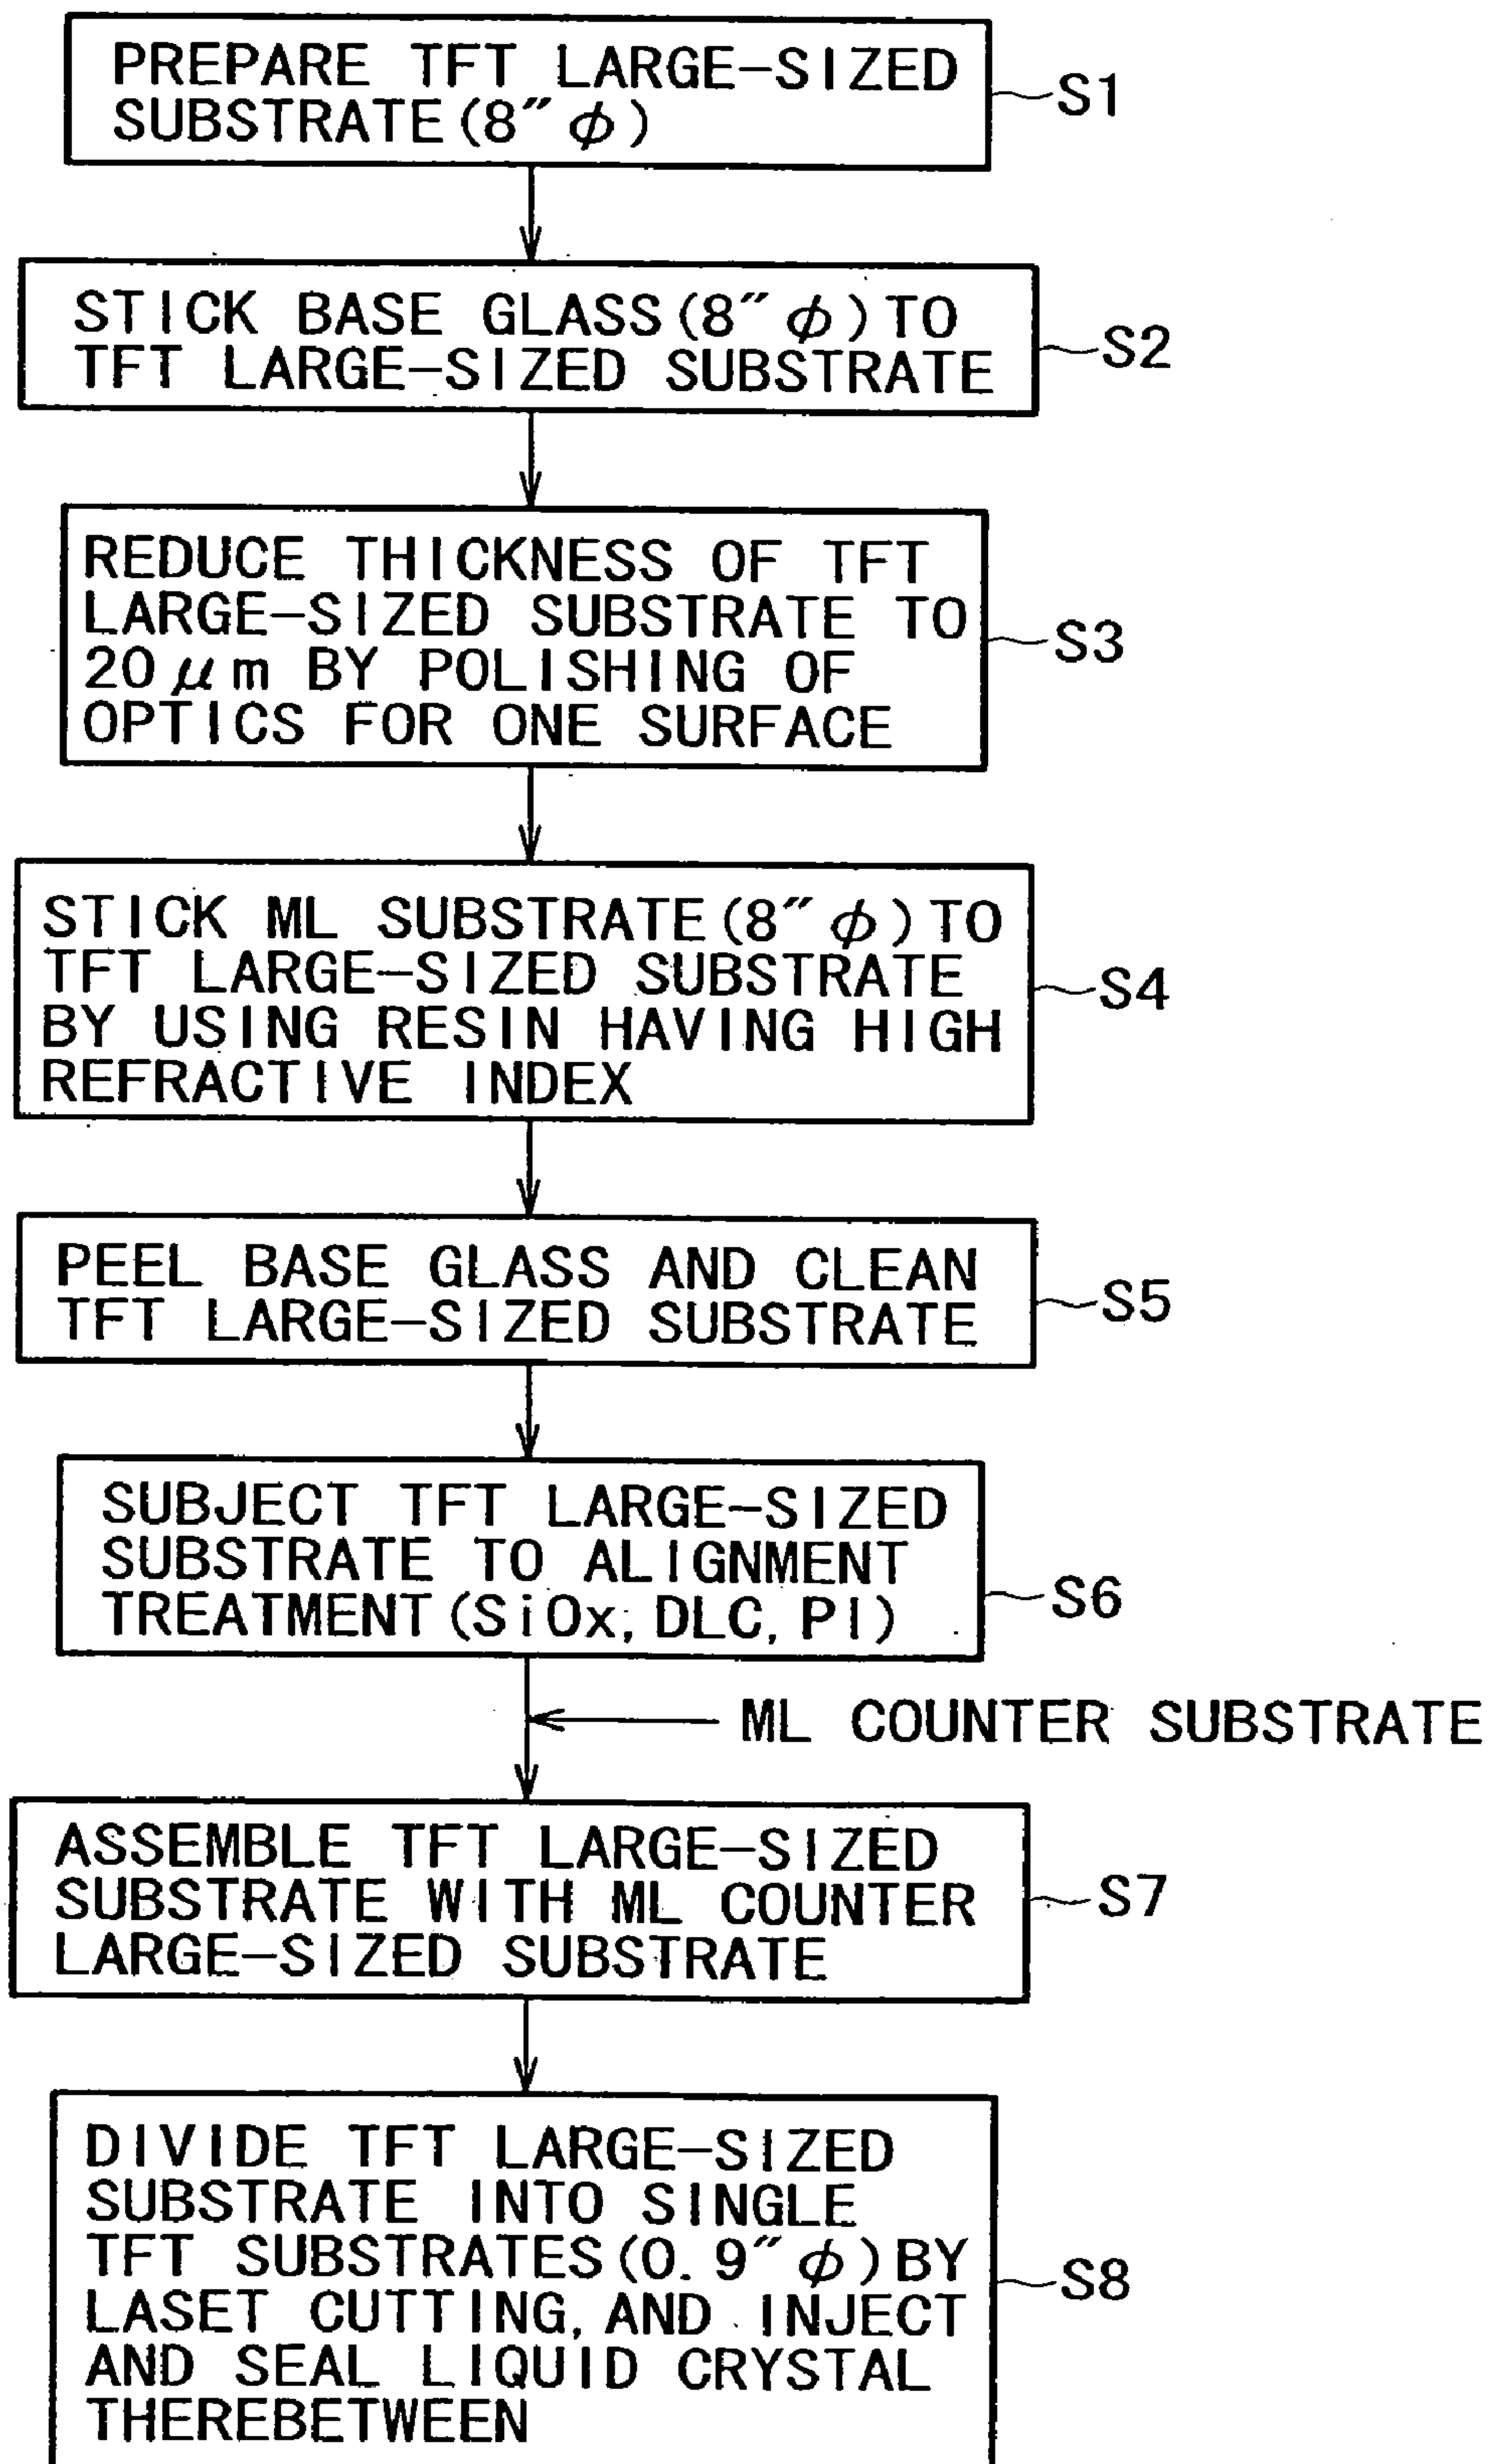 PREPARE TFT LARGE-SIZED
SUBSTRATE(8″φ)
S1
STICK BASE GLASS(8″φ)TO
TFT LARGE-SIZED SUBSTRATE
S2
REDUCE THICKNESS OF TFT
LARGE-SIZED SUBSTRATE TO
20μm BY POLISHING OF
OPTICS FOR ONE SURFACE
S3
STICK ML SUBSTRATE(8″φ)TO
TFT LARGE-SIZED SUBSTRATE
BY USING RESIN HAVING HIGH
REFRACTIVE INDEX
S4
PEEL BASE GLASS AND CLEAN
TFT LARGE-SIZED SUBSTRATE
S5
SUBJECT TFT LARGE-SIZED
SUBSTRATE TO ALIGNMENT
TREATMENT(SiOx, DLC, PI)
S6
ML COUNTER SUBSTRATE
ASSEMBLE TFT LARGE-SIZED
SUBSTRATE WITH ML COUNTER
LARGE-SIZED SUBSTRATE
S7
DIVIDE TFT LARGE-SIZED
SUBSTRATE INTO SINGLE
TFT SUBSTRATES(0.9″φ)BY
LASET CUTTING, AND INJECT
AND SEAL LIQUID CRYSTAL
THEREBETWEEN
S8